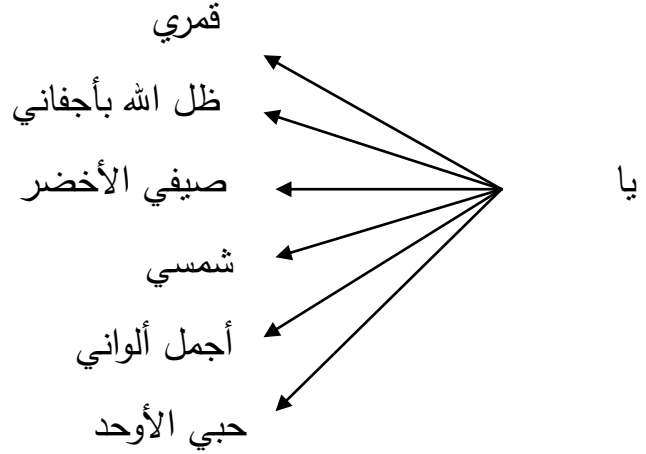 قمري
ظل الله بأجفاني
صيفي الأخضر
يا
شمسي
أجمل ألواني
حبي الأوحد